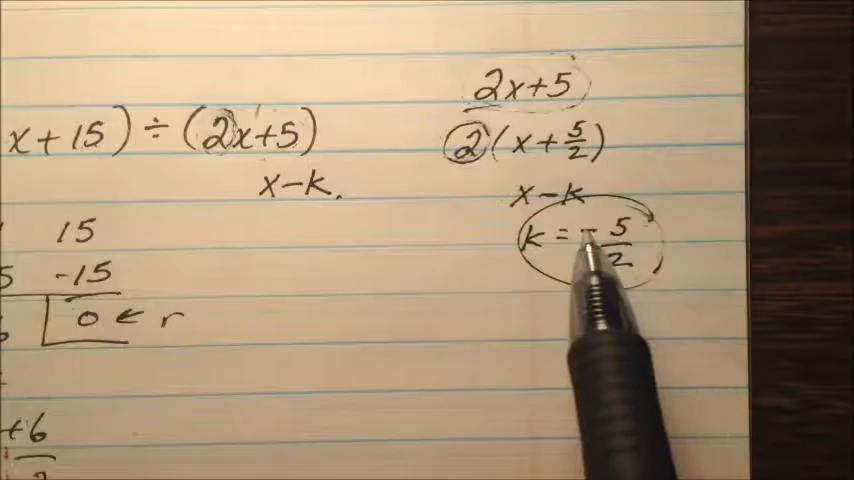 2x+5
x+15) ÷ (2x+5)
2(x+5/2)
x-k.
x-k
15
k = -5/2
5 -15
0 ← r
+6